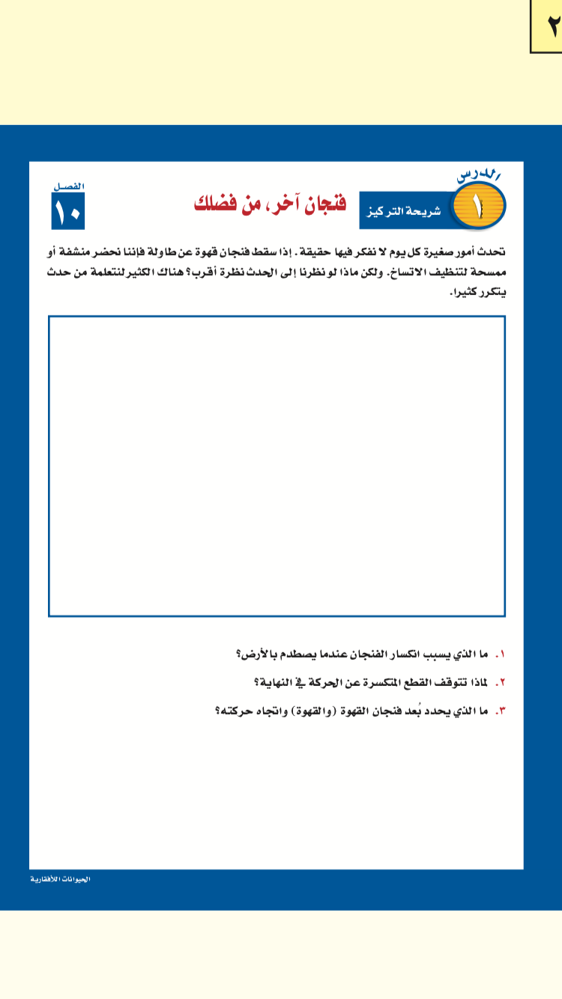 ٢
الدرس
١
شريحة التركيز
فنجان آخر، من فضلك
الفصـل
١٠
تحدث أمور صغيرة كل يوم لا نفكر فيها حقيقة. إذا سقط فنجان قهوة عن طاولة فإننا نحضر منشفة أو
ممسحة لتنظيف الاتساخ. ولكن ماذا لو نظرنا إلى الحدث نظرة أقرب؟ هناك الكثير لنتعلمة من حدث
يتكرر كثيرا.
١. ما الذي يسبب انكسار الفنجان عندما يصطدم بالأرض؟
٢. لماذا تتوقف القطع المتكسرة عن الحركة في النهاية؟
٣. ما الذي يحدد بُعد فنجان القهوة (والقهوة) واتجاه حركته؟
الحيوانات اللافقارية